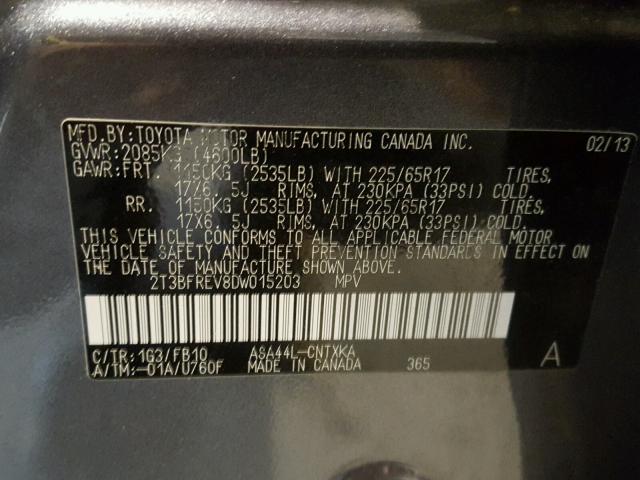 MFD.BY:TOYOTA MOTOR MANUFACTURING CANADA INC. 02/13
GVWR:2085KG (4600LB)
GAWR:FRT. 1150KG (2535LB) WITH 225/65R17 TIRES,
17X6. 5J RIMS, AT 230KPA (33PSI) COLD.
RR. 1150KG (2535LB) WITH 225/65R17 TIRES,
17X6. 5J RIMS, AT 230KPA (33PSI) COLD.
THIS VEHICLE CONFORMS TO ALL APPLICABLE FEDERAL MOTOR
VEHICLE SAFETY AND THEFT PREVENTION STANDARDS IN EFFECT ON
THE DATE OF MANUFACTURE SHOWN ABOVE.
2T3BFREV8DW015203 MPV
C/TR:1G3/FB10 ASA44L-CNTXKA
A/TM:-01A/U760F MADE IN CANADA 365 A